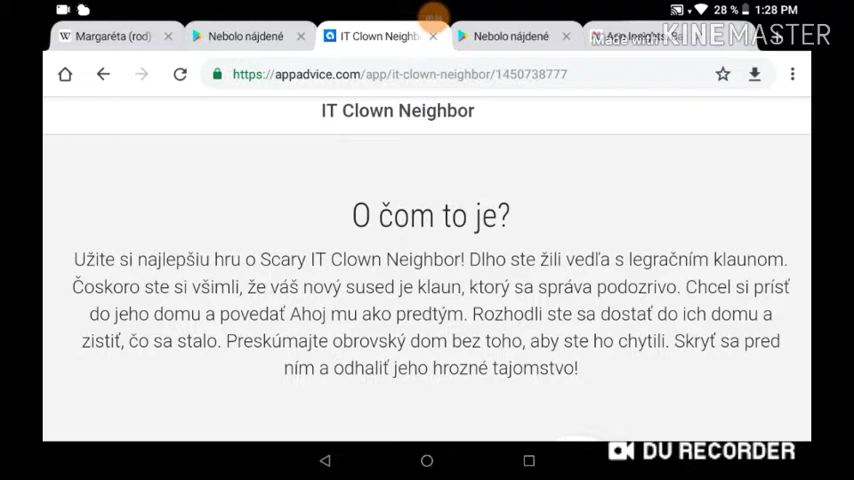 28 % 1:28 PM
Margaréta (rod) Nebolo nájdené IT Clown Neighb Nebolo nájdené
Made with KINEMASTER
https://appadvice.com/app/it-clown-neighbor/1450738777
IT Clown Neighbor
O čom to je?
Užite si najlepšiu hru o Scary IT Clown Neighbor! Dlho ste žili vedľa s legračním klaunom.
Čoskoro ste si všimli, že váš nový sused je klaun, ktorý sa správa podozrivo. Chcel si prísť
do jeho domu a povedať Ahoj mu ako predtým. Rozhodli ste sa dostať do ich domu a
zistiť, čo sa stalo. Preskúmajte obrovský dom bez toho, aby ste ho chytili. Skryť sa pred
ním a odhaliť jeho hrozné tajomstvo!
DU RECORDER